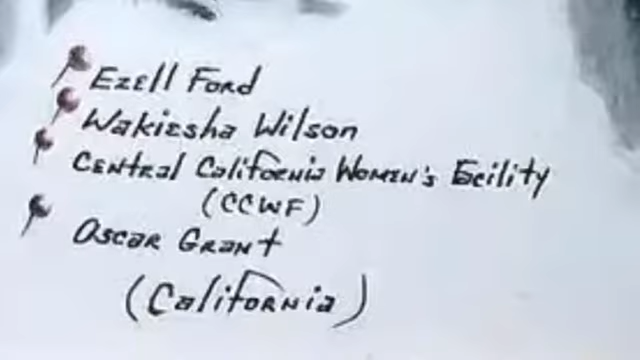 Ezell Ford
Wakiesha Wilson
Central California Women's Facility
(CCWF)
Oscar Grant
(California)